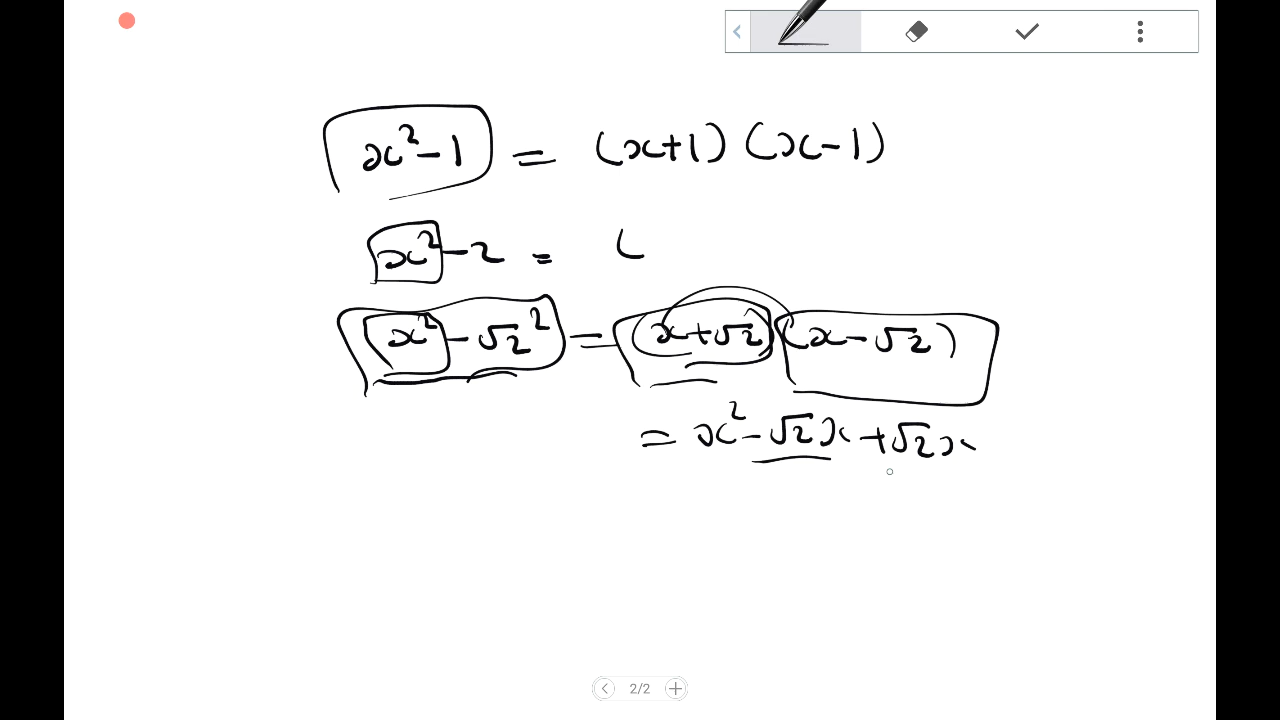 x² - 1 = (x+1) (x-1)
x² - 2 = (
x² - √2² = (x+√2) (x-√2)
= x² - √2x + √2x
2/2